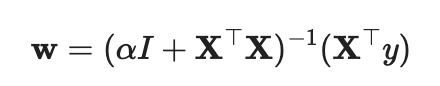 𝐰 = (αI + 𝐗^⊤𝐗)^{−1}(𝐗^⊤y)